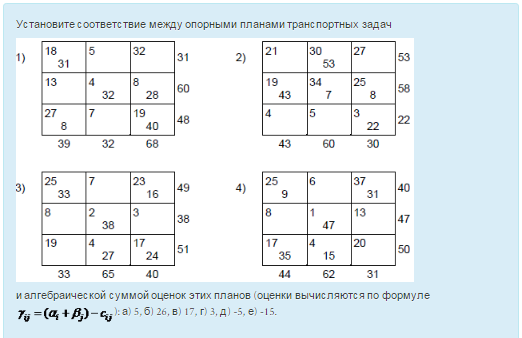 Установите соответствие между опорными планами транспортных задач
1) 18 5 32 2) 21 30 27
31 31 53 53
13 4 8 60 19 34 25 58
32 28 43 7 8
27 7 19 48 4 5 3 22
8 40 22
39 32 68 43 60 30
3) 25 7 23 49 4) 25 6 37 40
33 16 9 31
8 2 3 38 8 1 13 47
38 47
19 4 17 51 17 4 20 50
27 24 35 15
33 65 40 44 62 31
и алгебраической суммой оценок этих планов (оценки вычисляются по формуле
γij = (αi + βj) – cij): а) 5, б) 26, в) 17, г) 3, д) -5, е) -15.